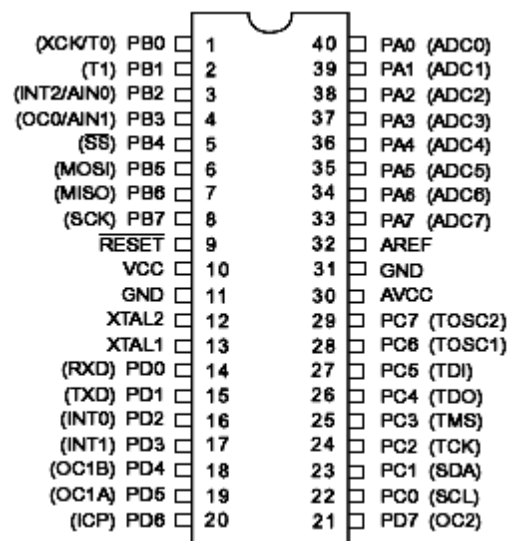 (XCK/T0) PB0 1 40 PA0 (ADC0)
(T1) PB1 2 39 PA1 (ADC1)
(INT2/AIN0) PB2 3 38 PA2 (ADC2)
(OC0/AIN1) PB3 4 37 PA3 (ADC3)
(S̅S̅) PB4 5 36 PA4 (ADC4)
(MOSI) PB5 6 35 PA5 (ADC5)
(MISO) PB6 7 34 PA6 (ADC6)
(SCK) PB7 8 33 PA7 (ADC7)
R̅E̅S̅E̅T̅ 9 32 AREF
VCC 10 31 GND
GND 11 30 AVCC
XTAL2 12 29 PC7 (TOSC2)
XTAL1 13 28 PC6 (TOSC1)
(RXD) PD0 14 27 PC5 (TDI)
(TXD) PD1 15 26 PC4 (TDO)
(INT0) PD2 16 25 PC3 (TMS)
(INT1) PD3 17 24 PC2 (TCK)
(OC1B) PD4 18 23 PC1 (SDA)
(OC1A) PD5 19 22 PC0 (SCL)
(ICP) PD6 20 21 PD7 (OC2)